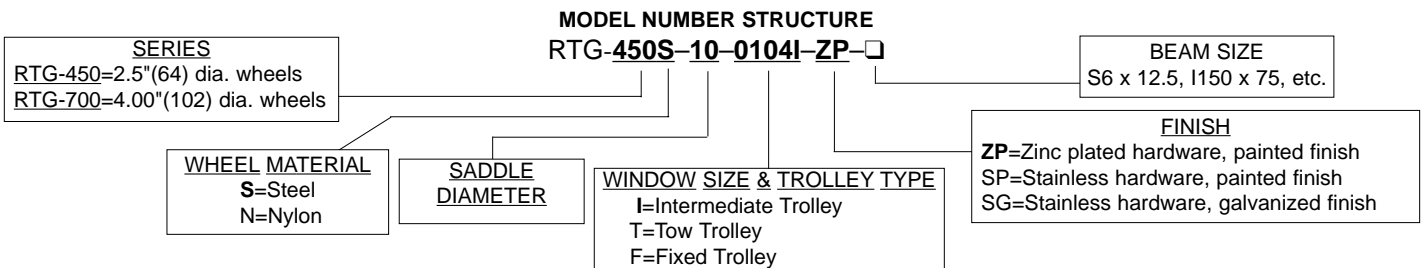 MODEL NUMBER STRUCTURE
RTG-450S–10–0104I–ZP–❑
SERIES
RTG-450=2.5"(64) dia. wheels
RTG-700=4.00"(102) dia. wheels
BEAM SIZE
S6 x 12.5, I150 x 75, etc.
WHEEL MATERIAL
S=Steel
N=Nylon
SADDLE
DIAMETER
WINDOW SIZE & TROLLEY TYPE
I=Intermediate Trolley
T=Tow Trolley
F=Fixed Trolley
FINISH
ZP=Zinc plated hardware, painted finish
SP=Stainless hardware, painted finish
SG=Stainless hardware, galvanized finish